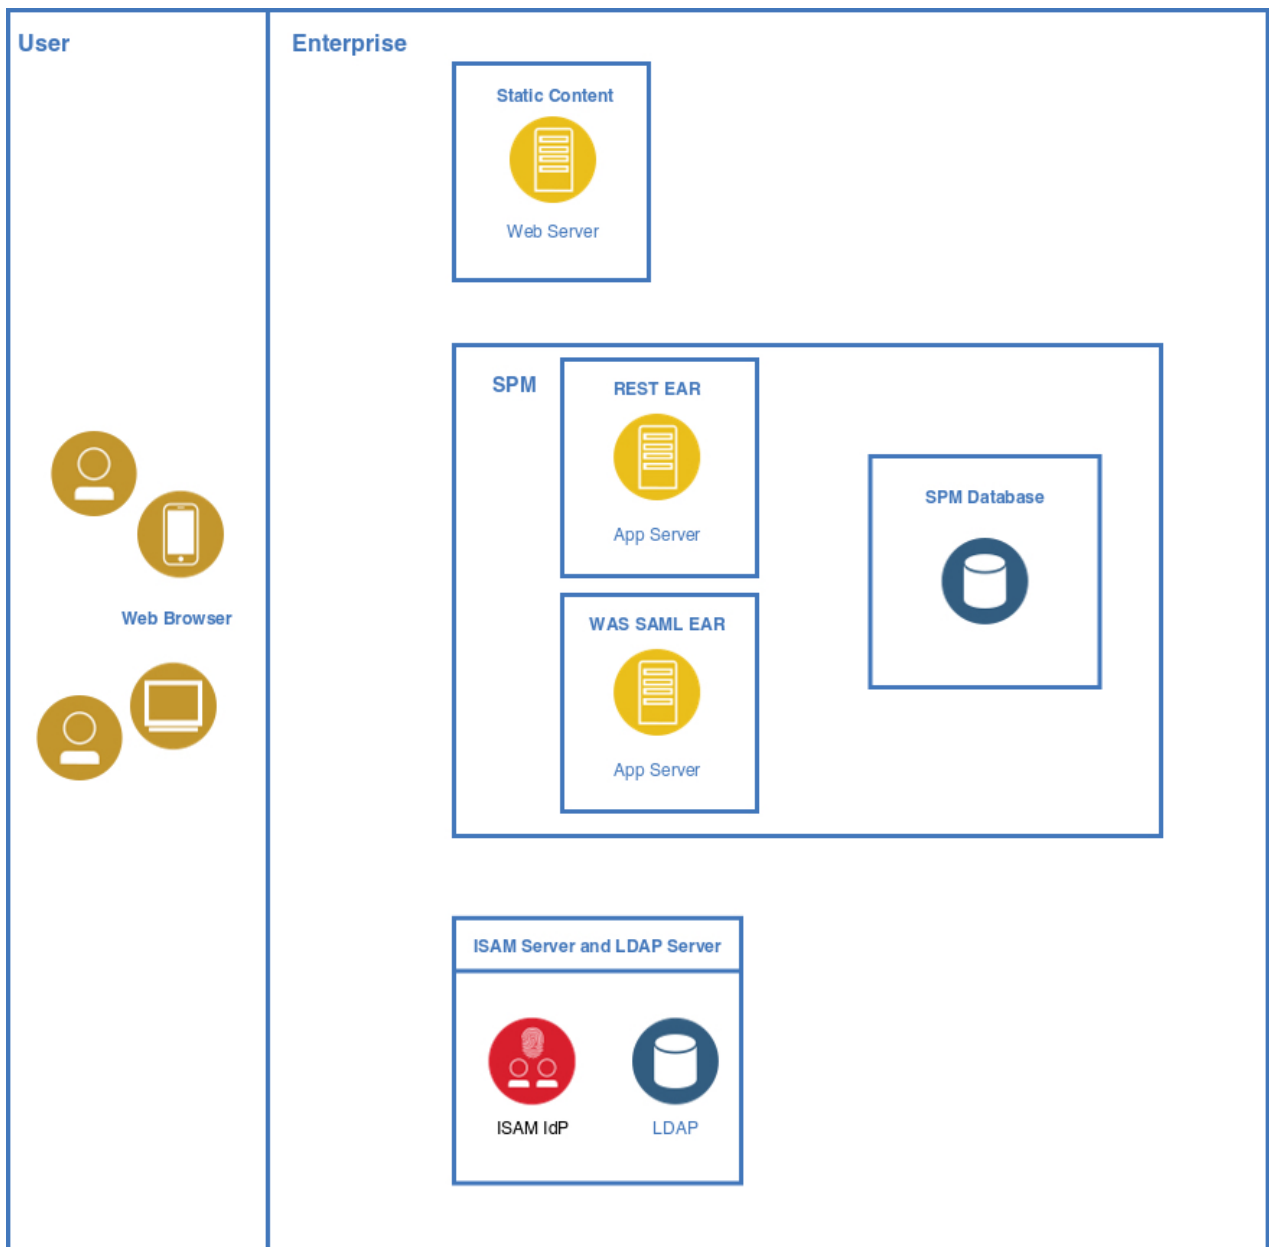 User
Enterprise
Static Content
Web Server
SPM
REST EAR
App Server
SPM Database
Web Browser
WAS SAML EAR
App Server
ISAM Server and LDAP Server
ISAM IdP
LDAP